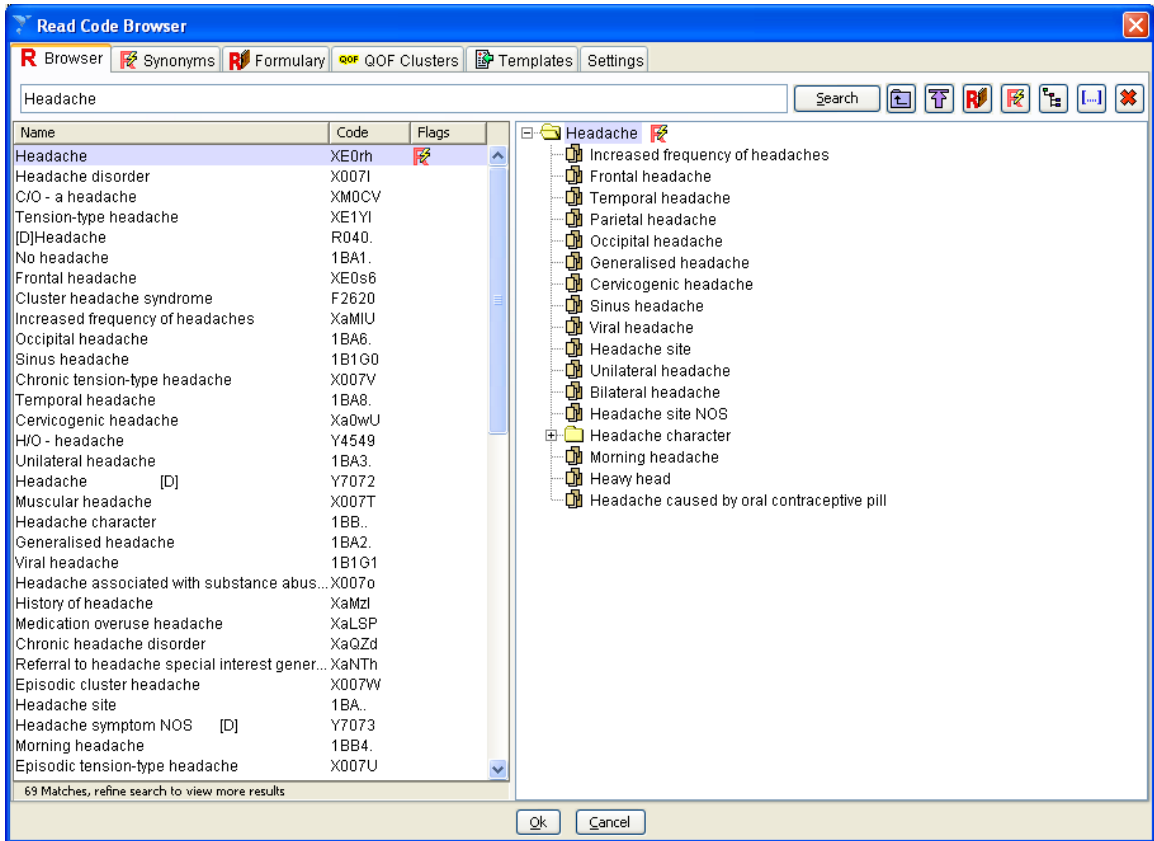 Read Code Browser
R Browser Synonyms R Formulary QOF QOF Clusters Templates Settings
Headache Search R [...]
Name Code Flags
Headache XE0rh
Headache disorder X007I
C/O - a headache XM0CV
Tension-type headache XE1YI
[D]Headache R040.
No headache 1BA1.
Frontal headache XE0s6
Cluster headache syndrome F2620
Increased frequency of headaches XaMIU
Occipital headache 1BA6.
Sinus headache 1B1G0
Chronic tension-type headache X007V
Temporal headache 1BA8.
Cervicogenic headache Xa0wU
H/O - headache Y4549
Unilateral headache 1BA3.
Headache [D] Y7072
Muscular headache X007T
Headache character 1BB..
Generalised headache 1BA2.
Viral headache 1B1G1
Headache associated with substance abus... X007o
History of headache XaMzI
Medication overuse headache XaLSP
Chronic headache disorder XaQZd
Referral to headache special interest gener... XaNTh
Episodic cluster headache X007W
Headache site 1BA..
Headache symptom NOS [D] Y7073
Morning headache 1BB4.
Episodic tension-type headache X007U
69 Matches, refine search to view more results
Headache
Increased frequency of headaches
Frontal headache
Temporal headache
Parietal headache
Occipital headache
Generalised headache
Cervicogenic headache
Sinus headache
Viral headache
Headache site
Unilateral headache
Bilateral headache
Headache site NOS
Headache character
Morning headache
Heavy head
Headache caused by oral contraceptive pill
Ok Cancel